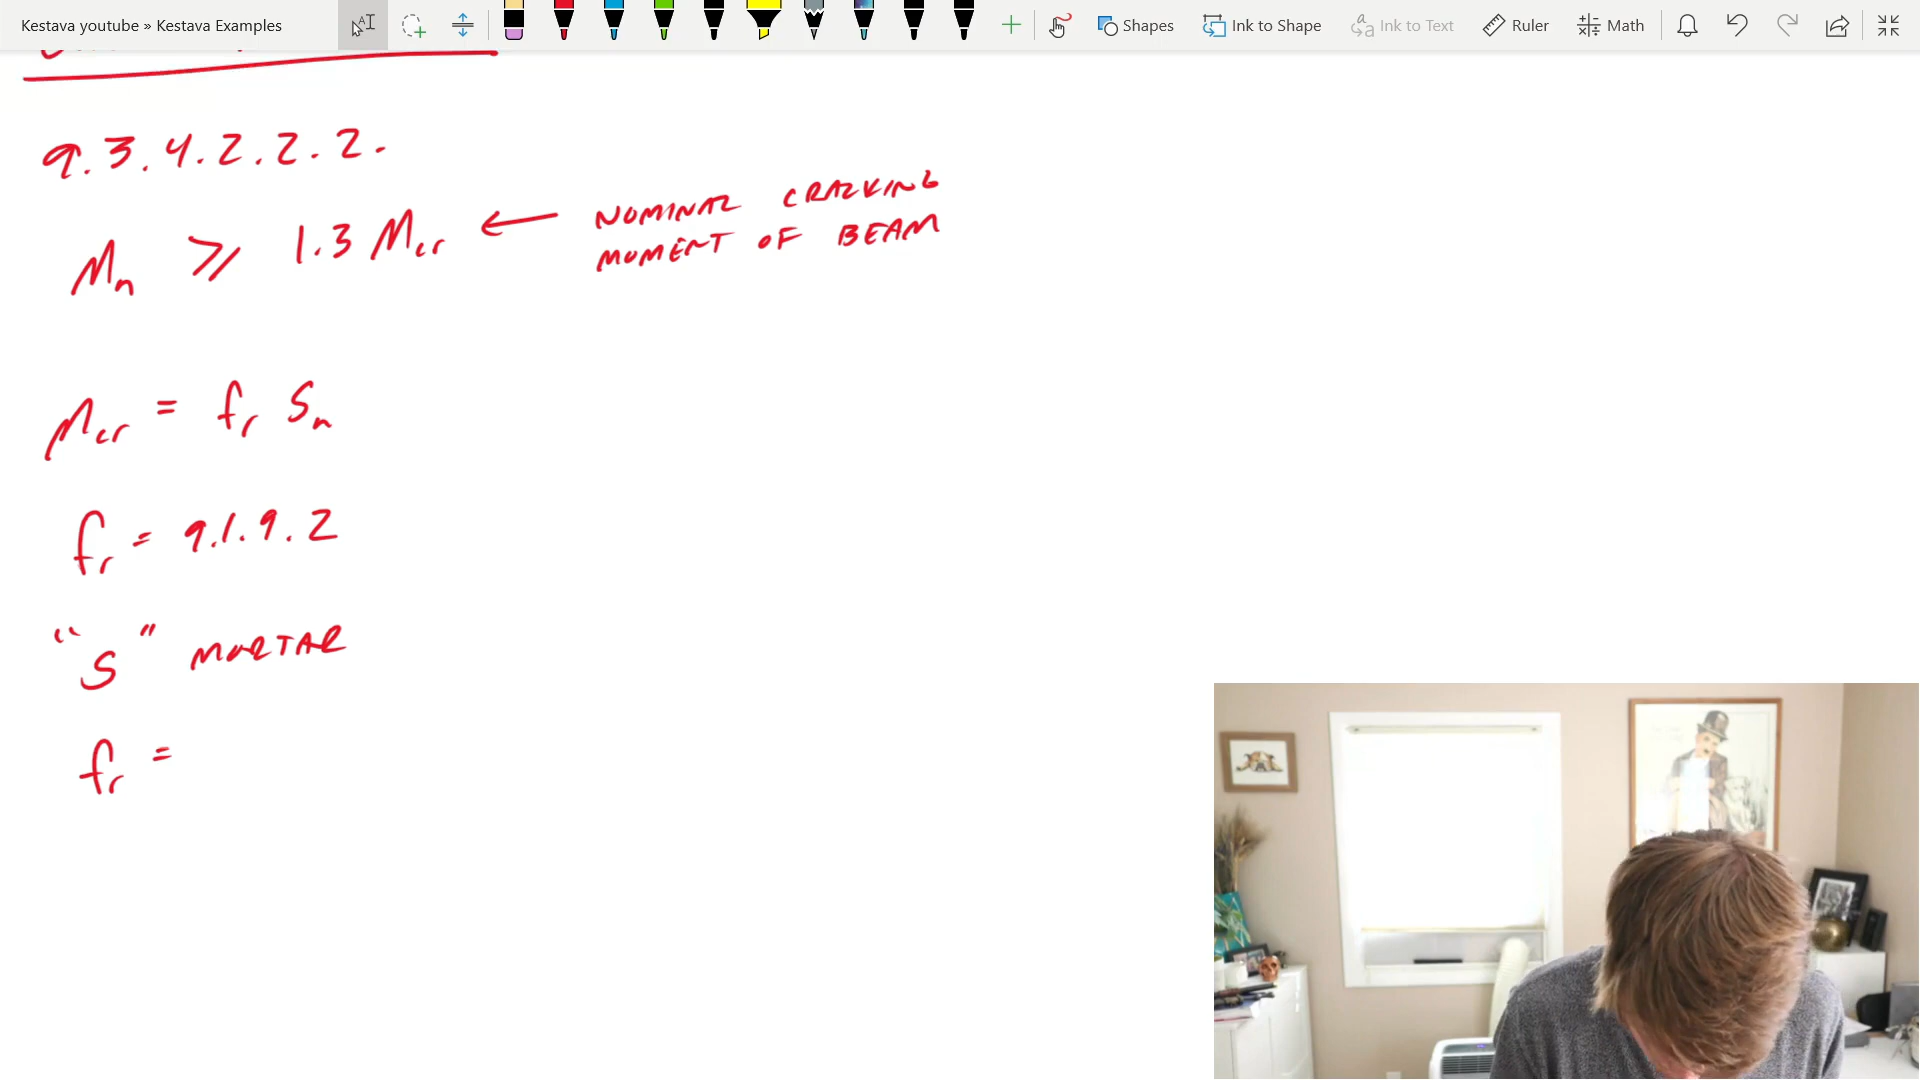 Kestava youtube » Kestava Examples
Shapes
Ink to Shape
Ink to Text
Ruler
Math
9.3.4.2.2.2.
Mn ≥ 1.3 Mcr ← NOMINAL CRACKING
MOMENT OF BEAM
Mcr = fr Sn
fr = 9.1.9.2
"S" MORTAR
fr =